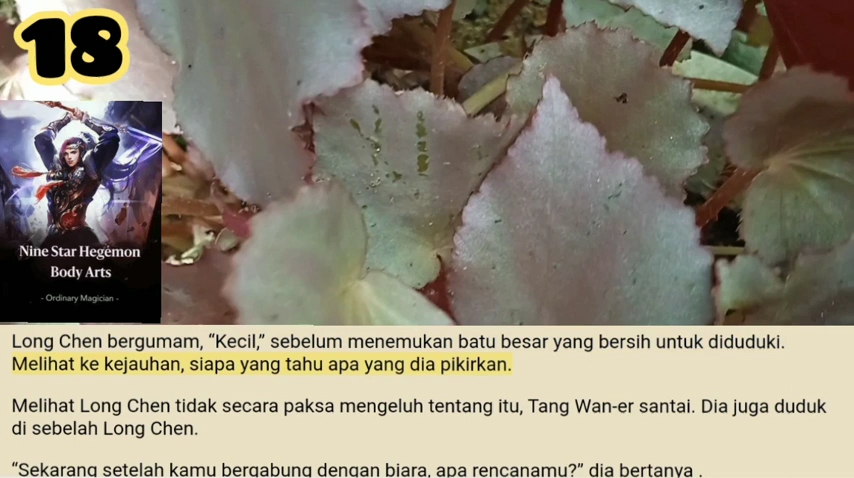 18
Nine Star Hegemon
Body Arts
- Ordinary Magician -
Long Chen bergumam, “Kecil,” sebelum menemukan batu besar yang bersih untuk diduduki.
Melihat ke kejauhan, siapa yang tahu apa yang dia pikirkan.
Melihat Long Chen tidak secara paksa mengeluh tentang itu, Tang Wan-er santai. Dia juga duduk
di sebelah Long Chen.
“Sekarang setelah kamu bergabung dengan biara, apa rencanamu?” dia bertanya .